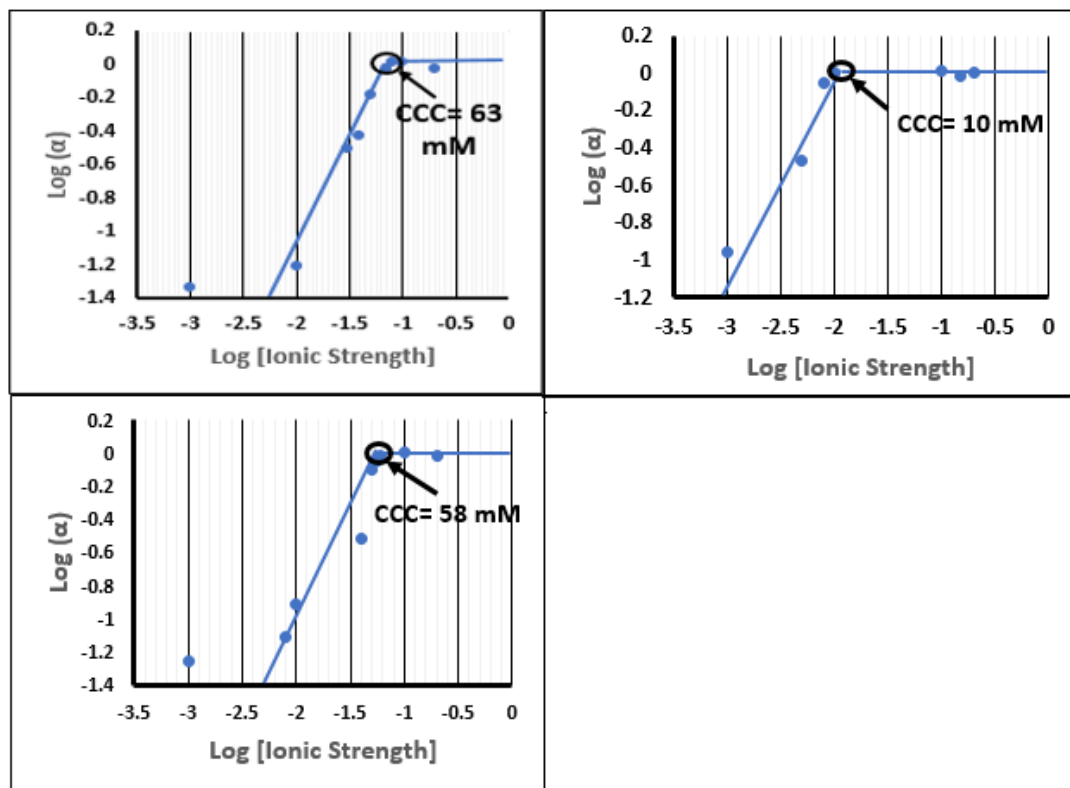 0.2
0
-0.2
-0.4
-0.6
-0.8
-1
-1.2
-1.4
Log (α)
CCC= 63
mM
-3.5 -3 -2.5 -2 -1.5 -1 -0.5 0
Log [Ionic Strength]
0.2
0
-0.2
-0.4
-0.6
-0.8
-1
-1.2
Log (α)
CCC= 10 mM
-3.5 -3 -2.5 -2 -1.5 -1 -0.5 0
Log [Ionic Strength]
0.2
0
-0.2
-0.4
-0.6
-0.8
-1
-1.2
-1.4
Log (α)
CCC= 58 mM
-3.5 -3 -2.5 -2 -1.5 -1 -0.5 0
Log [Ionic Strength]